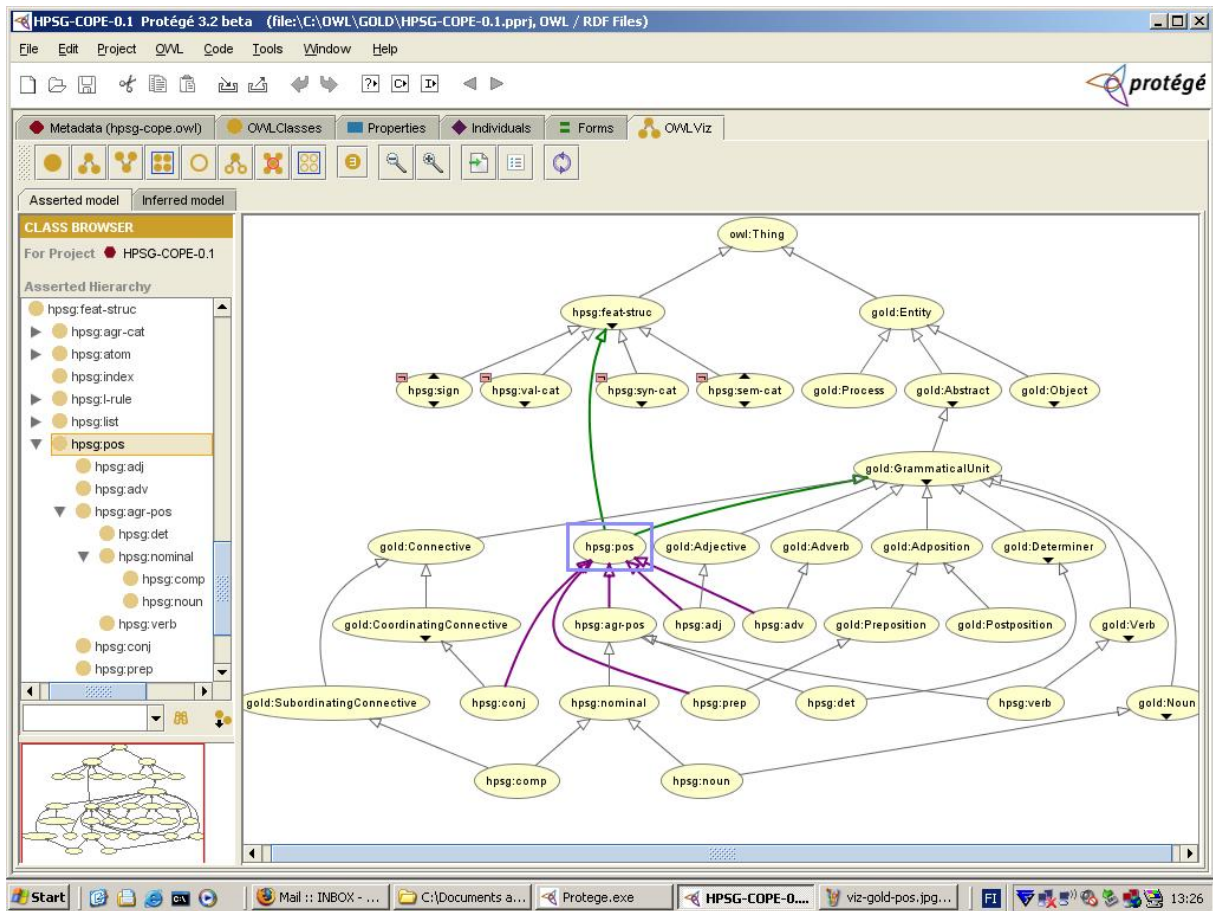 HPSG-COPE-0.1 Protégé 3.2 beta (file:\C:\OWL\GOLD\HPSG-COPE-0.1.pprj, OWL / RDF Files)
File Edit Project OWL Code Tools Window Help
protégé
Metadata (hpsg-cope.owl) OWLClasses Properties Individuals Forms OWLViz
Asserted model Inferred model
CLASS BROWSER
For Project HPSG-COPE-0.1
Asserted Hierarchy
hpsg:feat-struc
hpsg:agr-cat
hpsg:atom
hpsg:index
hpsg:l-rule
hpsg:list
hpsg:pos
hpsg:adj
hpsg:adv
hpsg:agr-pos
hpsg:det
hpsg:nominal
hpsg:comp
hpsg:noun
hpsg:verb
hpsg:conj
hpsg:prep
owl:Thing
hpsg:feat-struc gold:Entity
hpsg:sign hpsg:val-cat hpsg:syn-cat hpsg:sem-cat gold:Process gold:Abstract gold:Object
gold:GrammaticalUnit
gold:Connective hpsg:pos gold:Adjective gold:Adverb gold:Adposition gold:Determiner
gold:CoordinatingConnective hpsg:agr-pos hpsg:adj hpsg:adv gold:Preposition gold:Postposition gold:Verb
gold:SubordinatingConnective hpsg:conj hpsg:nominal hpsg:prep hpsg:det hpsg:verb gold:Noun
hpsg:comp hpsg:noun
Start Mail :: INBOX - ... C:\Documents a... Protege.exe HPSG-COPE-0.... viz-gold-pos.jpg... FI 13:26